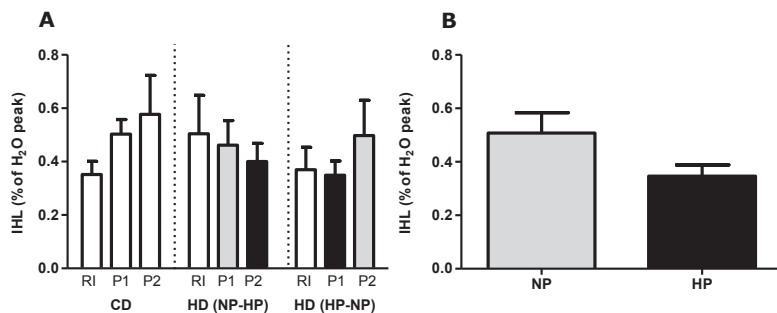 A
B
IHL (% of H2O peak)
0.8
0.6
0.4
0.2
0.0
RI P1 P2 RI P1 P2 RI P1 P2
CD HD (NP-HP) HD (HP-NP)
IHL (% of H2O peak)
0.8
0.6
0.4
0.2
0.0
NP HP